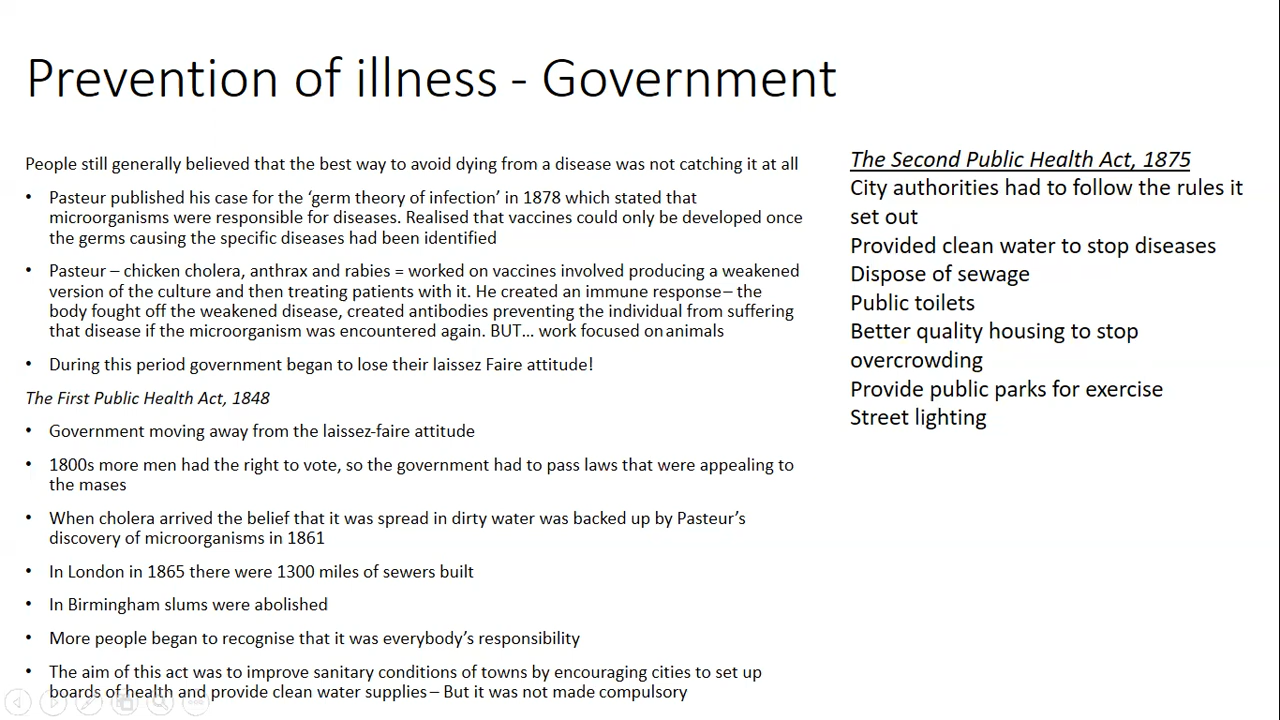 Prevention of illness - Government
People still generally believed that the best way to avoid dying from a disease was not catching it at all
• Pasteur published his case for the ‘germ theory of infection’ in 1878 which stated that
microorganisms were responsible for diseases. Realised that vaccines could only be developed once
the germs causing the specific diseases had been identified
• Pasteur – chicken cholera, anthrax and rabies = worked on vaccines involved producing a weakened
version of the culture and then treating patients with it. He created an immune response – the
body fought off the weakened disease, created antibodies preventing the individual from suffering
that disease if the microorganism was encountered again. BUT... work focused on animals
• During this period government began to lose their laissez Faire attitude!
The First Public Health Act, 1848
• Government moving away from the laissez-faire attitude
• 1800s more men had the right to vote, so the government had to pass laws that were appealing to
the mases
• When cholera arrived the belief that it was spread in dirty water was backed up by Pasteur’s
discovery of microorganisms in 1861
• In London in 1865 there were 1300 miles of sewers built
• In Birmingham slums were abolished
• More people began to recognise that it was everybody’s responsibility
• The aim of this act was to improve sanitary conditions of towns by encouraging cities to set up
boards of health and provide clean water supplies – But it was not made compulsory
The Second Public Health Act, 1875
City authorities had to follow the rules it
set out
Provided clean water to stop diseases
Dispose of sewage
Public toilets
Better quality housing to stop
overcrowding
Provide public parks for exercise
Street lighting